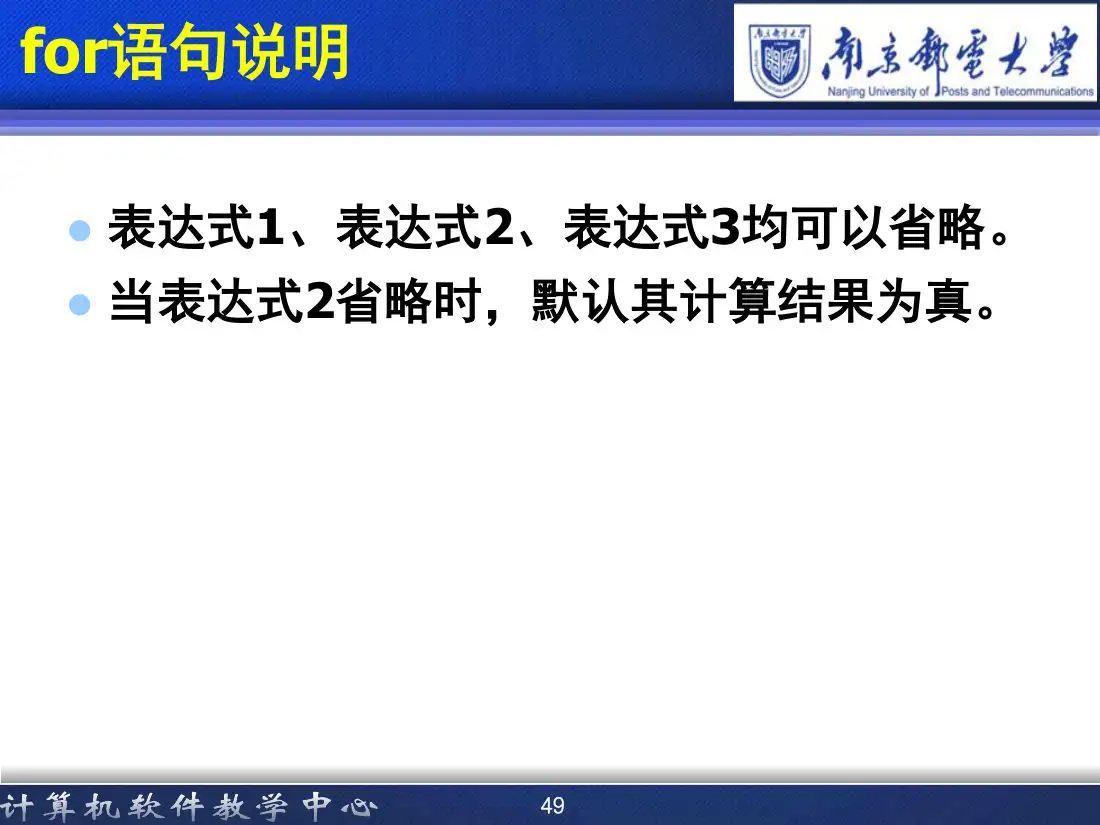 for语句说明
南京邮电大学
Nanjing University of Posts and Telecommunications
表达式1、表达式2、表达式3均可以省略。
当表达式2省略时，默认其计算结果为真。
计算机软件教学中心
49